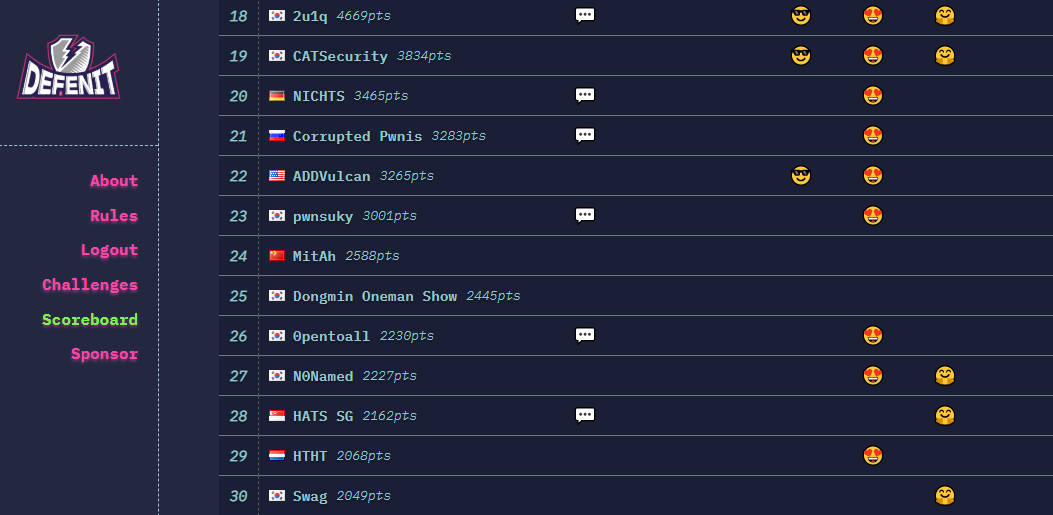 DEFENIT
About
Rules
Logout
Challenges
Scoreboard
Sponsor
18 2u1q 4669pts
19 CATSecurity 3834pts
20 NICHTS 3465pts
21 Corrupted Pwnis 3283pts
22 ADDVulcan 3265pts
23 pwnsuky 3001pts
24 MitAh 2588pts
25 Dongmin Oneman Show 2445pts
26 0pentoall 2230pts
27 N0Named 2227pts
28 HATS SG 2162pts
29 HTHT 2068pts
30 Swag 2049pts